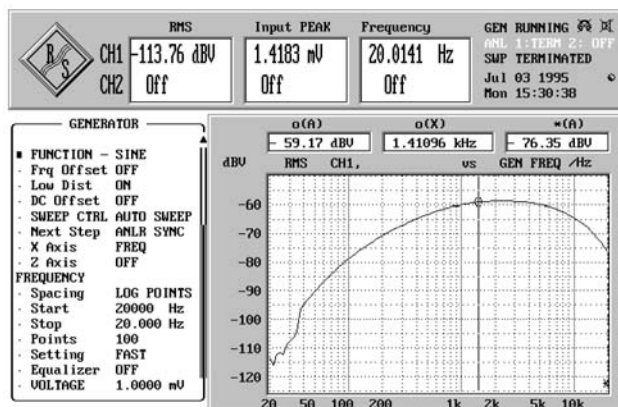 RMS Input PEAK Frequency
R S
CH1 -113.76 dBV 1.4183 mV 20.0141 Hz
CH2 Off Off Off
GEN RUNNING
ANL 1:TERM 2: OFF
SWP TERMINATED
Jul 03 1995
Mon 15:30:38
GENERATOR
FUNCTION - SINE
Frq Offset OFF
Low Dist ON
DC Offset OFF
SWEEP CTRL AUTO SWEEP
Next Step ANLR SYNC
X Axis FREQ
Z Axis OFF
FREQUENCY
Spacing LOG POINTS
Start 20000 Hz
Stop 20.000 Hz
Points 100
Setting FAST
Equalizer OFF
VOLTAGE 1.0000 mV
o(A) o(X) *(A)
- 59.17 dBV 1.41096 kHz - 76.35 dBV
dBV RMS CH1, vs GEN FREQ /Hz
-60
-70
-80
-90
-100
-110
-120
20 50 100 200 1k 2k 5k 10k